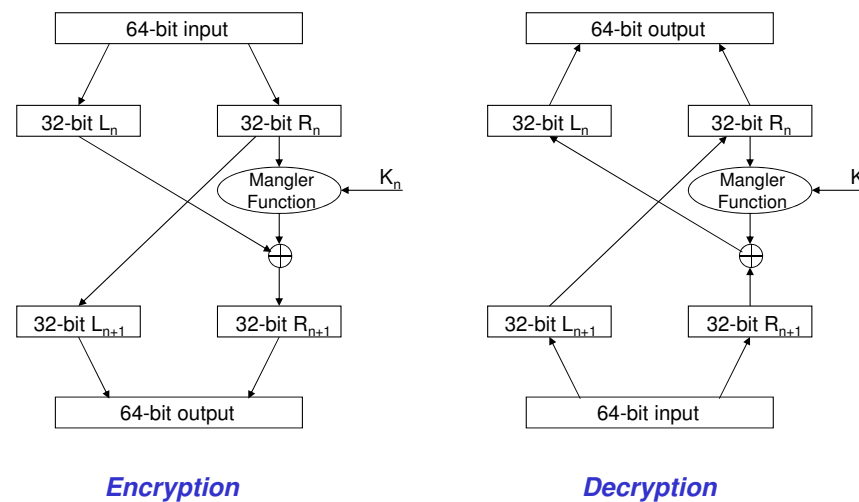 64-bit input
32-bit Lₙ
32-bit Rₙ
Mangler
Function
Kₙ
32-bit Lₙ₊₁
32-bit Rₙ₊₁
64-bit output
Encryption
64-bit output
32-bit Lₙ
32-bit Rₙ
Mangler
Function
K
32-bit Lₙ₊₁
32-bit Rₙ₊₁
64-bit input
Decryption